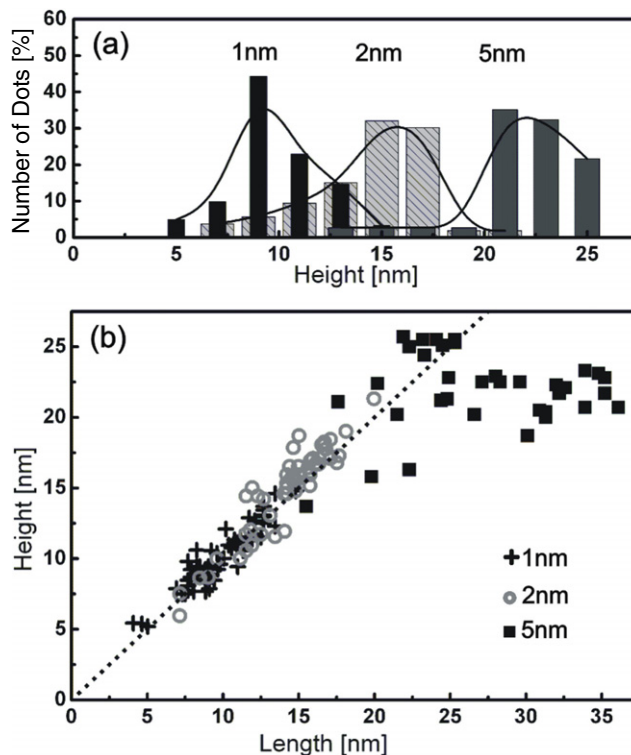 (a)
1nm 2nm 5nm
Number of Dots [%]
60
50
40
30
20
10
0
0 5 10 15 20 25
Height [nm]
(b)
Height [nm]
25
20
15
10
5
0
1nm
2nm
5nm
0 5 10 15 20 25 30 35
Length [nm]